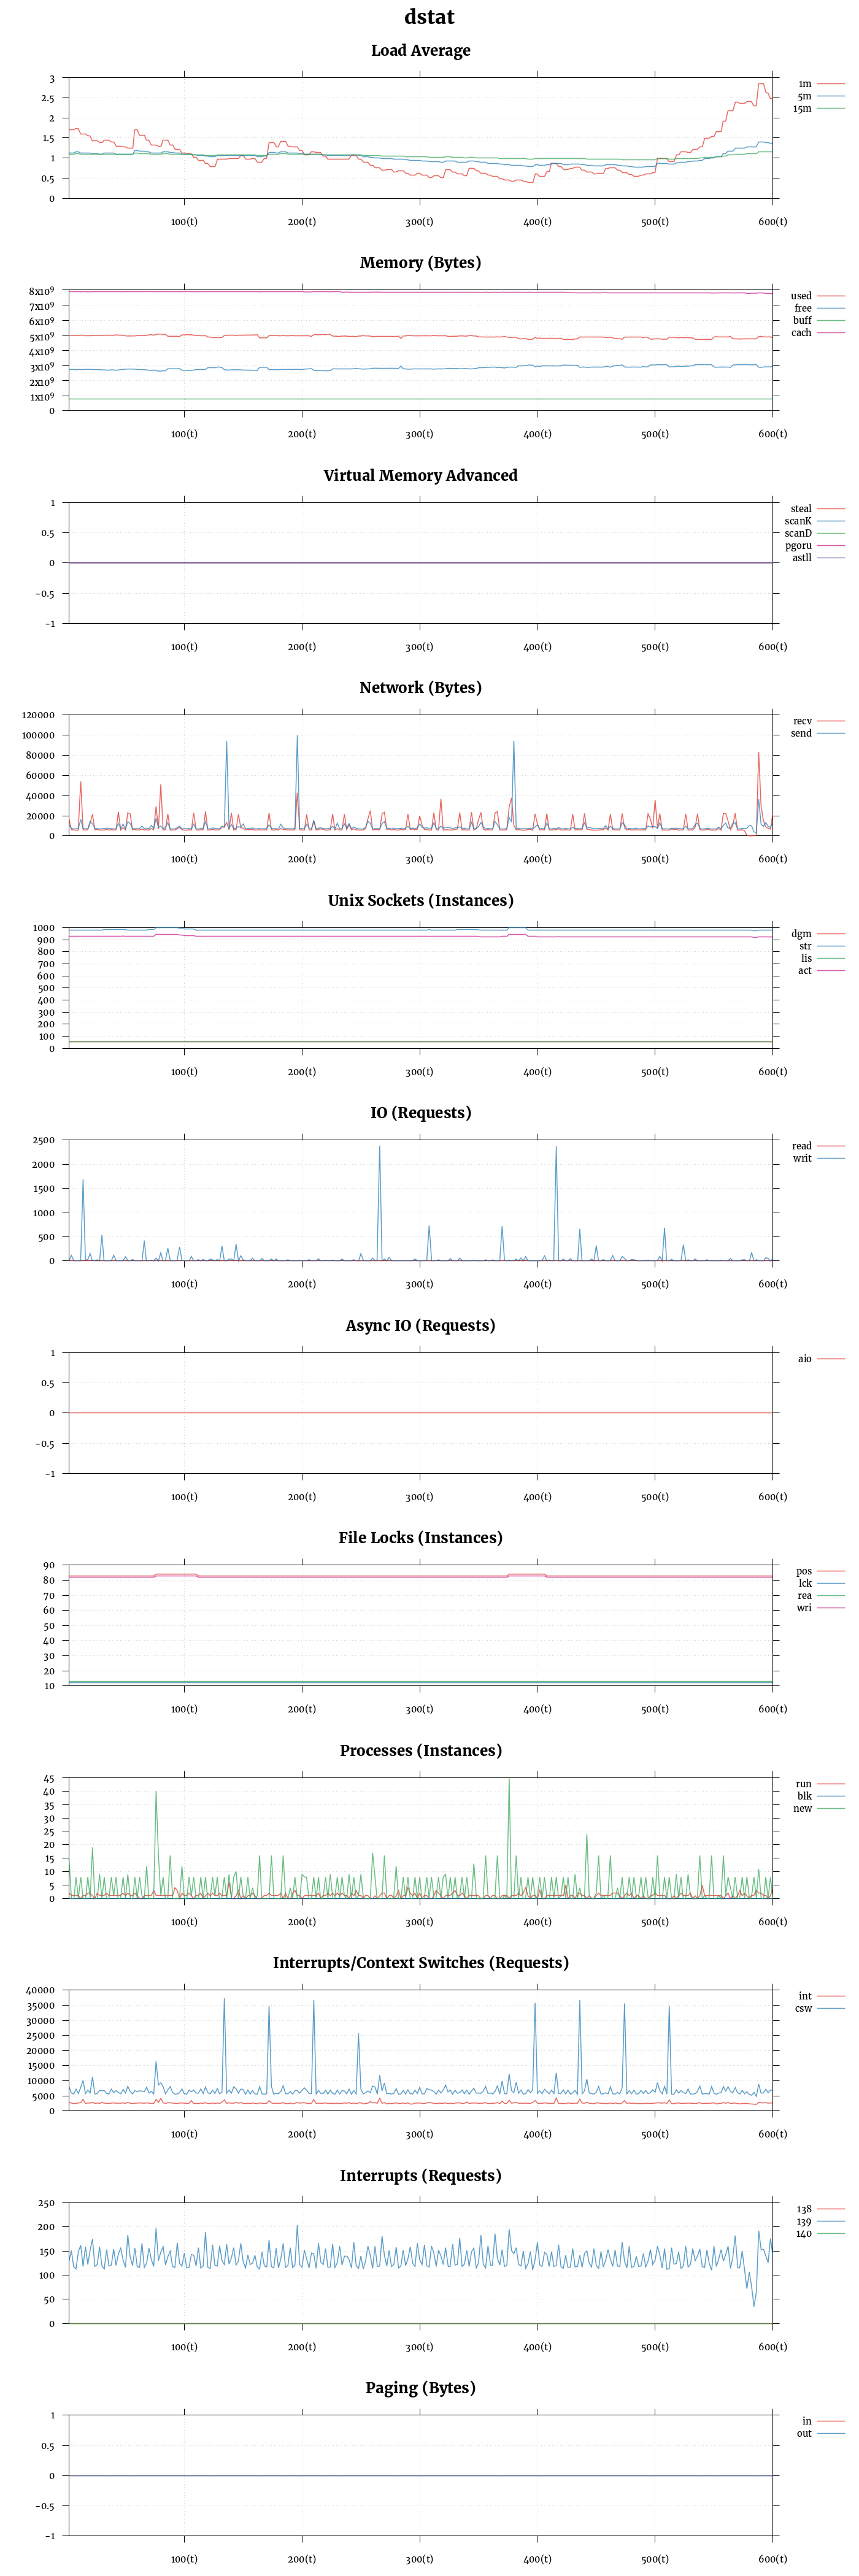 dstat
Load Average
3
2.5
2
1.5
1
0.5
0
1m
5m
15m
100(t) 200(t) 300(t) 400(t) 500(t) 600(t)
Memory (Bytes)
8x10⁹
7x10⁹
6x10⁹
5x10⁹
4x10⁹
3x10⁹
2x10⁹
1x10⁹
0
used
free
buff
cach
100(t) 200(t) 300(t) 400(t) 500(t) 600(t)
Virtual Memory Advanced
1
0.5
0
-0.5
-1
steal
scanK
scanD
pgoru
astll
100(t) 200(t) 300(t) 400(t) 500(t) 600(t)
Network (Bytes)
120000
100000
80000
60000
40000
20000
0
recv
send
100(t) 200(t) 300(t) 400(t) 500(t) 600(t)
Unix Sockets (Instances)
1000
900
800
700
600
500
400
300
200
100
0
dgm
str
lis
act
100(t) 200(t) 300(t) 400(t) 500(t) 600(t)
IO (Requests)
2500
2000
1500
1000
500
0
read
writ
100(t) 200(t) 300(t) 400(t) 500(t) 600(t)
Async IO (Requests)
1
0.5
0
-0.5
-1
aio
100(t) 200(t) 300(t) 400(t) 500(t) 600(t)
File Locks (Instances)
90
80
70
60
50
40
30
20
10
pos
lck
rea
wri
100(t) 200(t) 300(t) 400(t) 500(t) 600(t)
Processes (Instances)
45
40
35
30
25
20
15
10
5
0
run
blk
new
100(t) 200(t) 300(t) 400(t) 500(t) 600(t)
Interrupts/Context Switches (Requests)
40000
35000
30000
25000
20000
15000
10000
5000
0
int
csw
100(t) 200(t) 300(t) 400(t) 500(t) 600(t)
Interrupts (Requests)
250
200
150
100
50
0
138
139
140
100(t) 200(t) 300(t) 400(t) 500(t) 600(t)
Paging (Bytes)
1
0.5
0
-0.5
-1
in
out
100(t) 200(t) 300(t) 400(t) 500(t) 600(t)